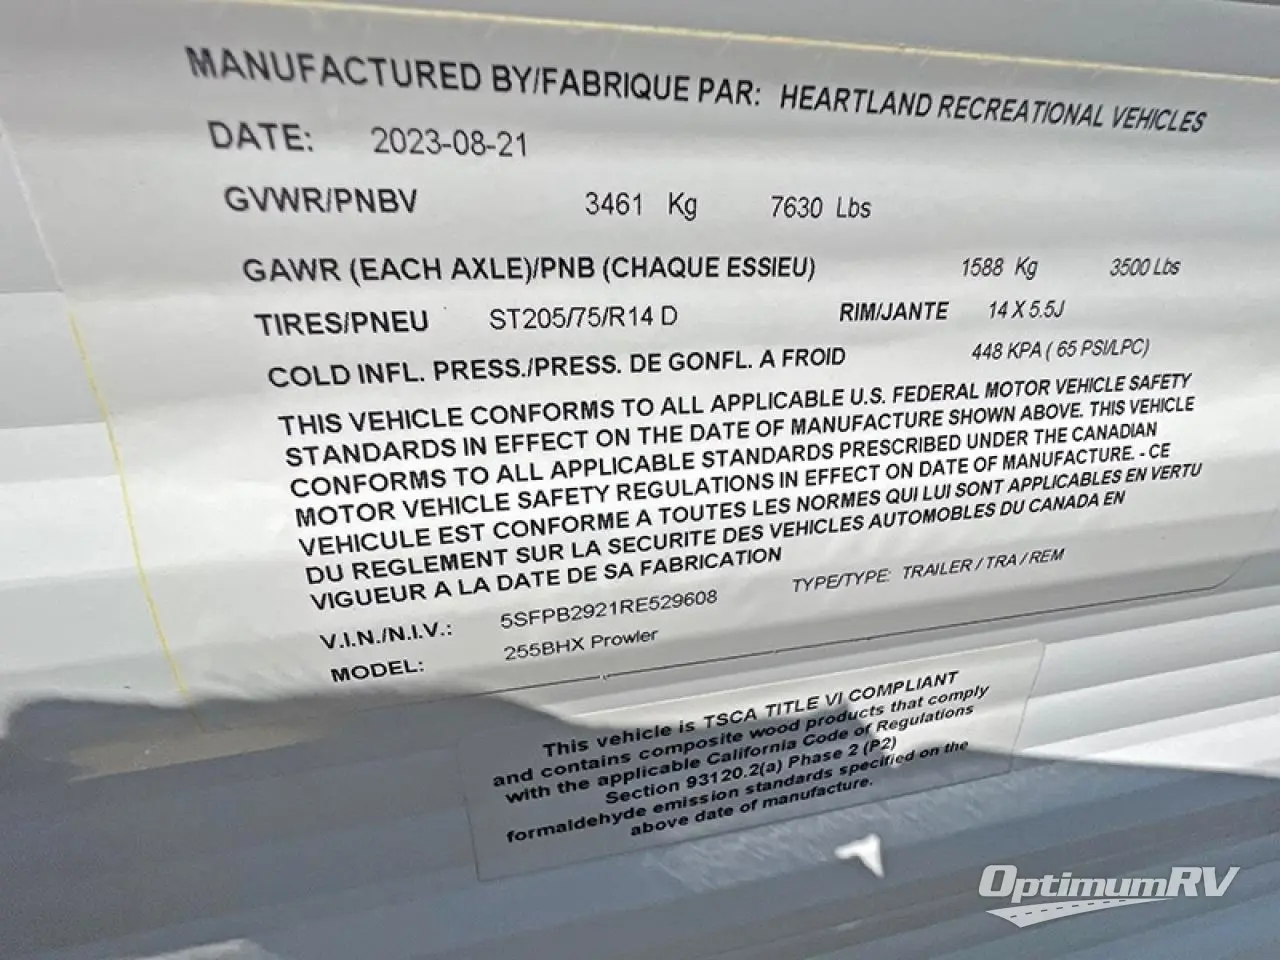 MANUFACTURED BY/FABRIQUE PAR: HEARTLAND RECREATIONAL VEHICLES
DATE: 2023-08-21
GVWR/PNBV 3461 Kg 7630 Lbs
GAWR (EACH AXLE)/PNB (CHAQUE ESSIEU) 1588 Kg 3500 Lbs
TIRES/PNEU ST205/75/R14 D RIM/JANTE 14 X 5.5J
COLD INFL. PRESS./PRESS. DE GONFL. A FROID 448 KPA ( 65 PSI/LPC)
THIS VEHICLE CONFORMS TO ALL APPLICABLE U.S. FEDERAL MOTOR VEHICLE SAFETY
STANDARDS IN EFFECT ON THE DATE OF MANUFACTURE SHOWN ABOVE. THIS VEHICLE
CONFORMS TO ALL APPLICABLE STANDARDS PRESCRIBED UNDER THE CANADIAN
MOTOR VEHICLE SAFETY REGULATIONS IN EFFECT ON DATE OF MANUFACTURE. - CE
VEHICULE EST CONFORME A TOUTES LES NORMES QUI LUI SONT APPLICABLES EN VERTU
DU REGLEMENT SUR LA SECURITE DES VEHICLES AUTOMOBLES DU CANADA EN
VIGUEUR A LA DATE DE SA FABRICATION
V.I.N./N.I.V.: 5SFPB2921RE529608 TYPE/TYPE: TRAILER / TRA / REM
MODEL: 255BHX Prowler
This vehicle is TSCA TITLE VI COMPLIANT
and contains composite wood products that comply
with the applicable California Code of Regulations
Section 93120.2(a) Phase 2 (P2)
formaldehyde emission standards specified on the
above date of manufacture.
OptimumRV